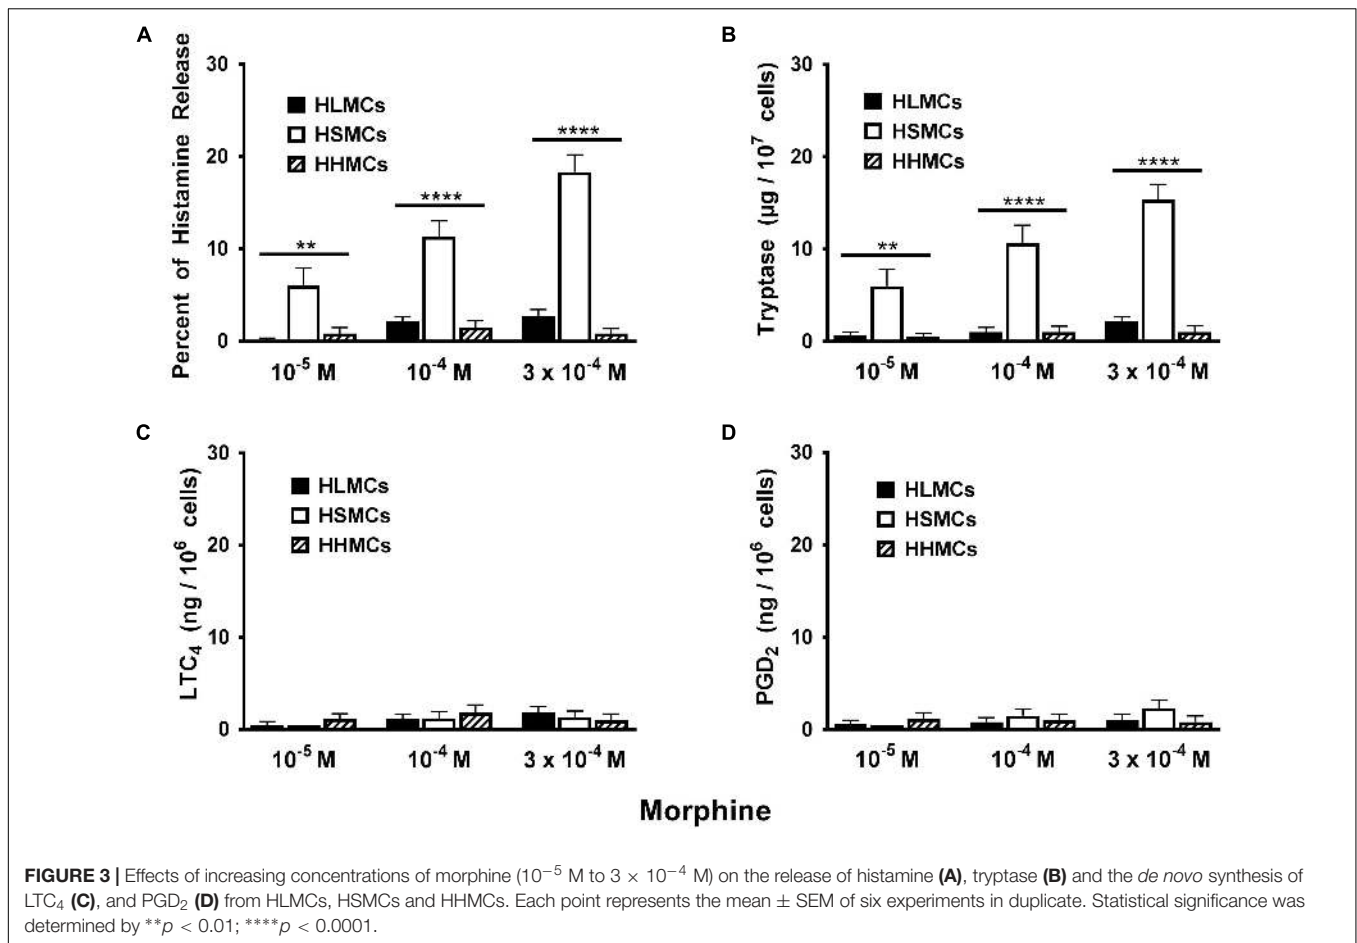 A
Percent of Histamine Release
30
20
10
0
HLMCs
HSMCs
HHMCs
**
****
****
10⁻⁵ M
10⁻⁴ M
3 x 10⁻⁴ M
B
Tryptase (µg / 10⁷ cells)
30
20
10
0
HLMCs
HSMCs
HHMCs
**
****
****
10⁻⁵ M
10⁻⁴ M
3 x 10⁻⁴ M
C
LTC₄ (ng / 10⁶ cells)
30
20
10
0
HLMCs
HSMCs
HHMCs
10⁻⁵ M
10⁻⁴ M
3 x 10⁻⁴ M
D
PGD₂ (ng / 10⁶ cells)
30
20
10
0
HLMCs
HSMCs
HHMCs
10⁻⁵ M
10⁻⁴ M
3 x 10⁻⁴ M
Morphine
FIGURE 3 | Effects of increasing concentrations of morphine (10⁻⁵ M to 3 × 10⁻⁴ M) on the release of histamine (A), tryptase (B) and the de novo synthesis of
LTC₄ (C), and PGD₂ (D) from HLMCs, HSMCs and HHMCs. Each point represents the mean ± SEM of six experiments in duplicate. Statistical significance was
determined by **p < 0.01; ****p < 0.0001.